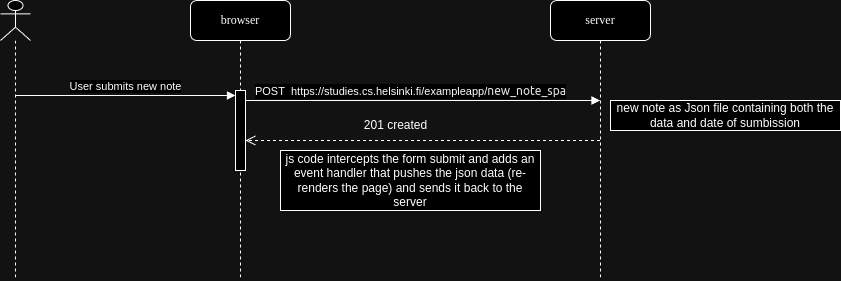 browser
server
User submits new note
POST  https://studies.cs.helsinki.fi/exampleapp/new_note_spa
new note as Json file containing both the
data and date of sumbission
201 created
js code intercepts the form submit and adds an
event handler that pushes the json data (re-
renders the page) and sends it back to the
server